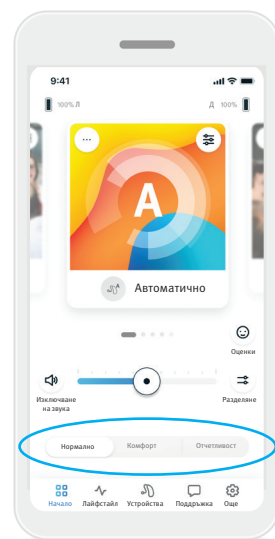 9:41
100% Л Д 100%
...
A
A
Автоматично
Оценки
Изключване
на звука
Разделяне
Нормално Комфорт Отчетливост
Начало Лайфстайл Устройства Поддръжка Още